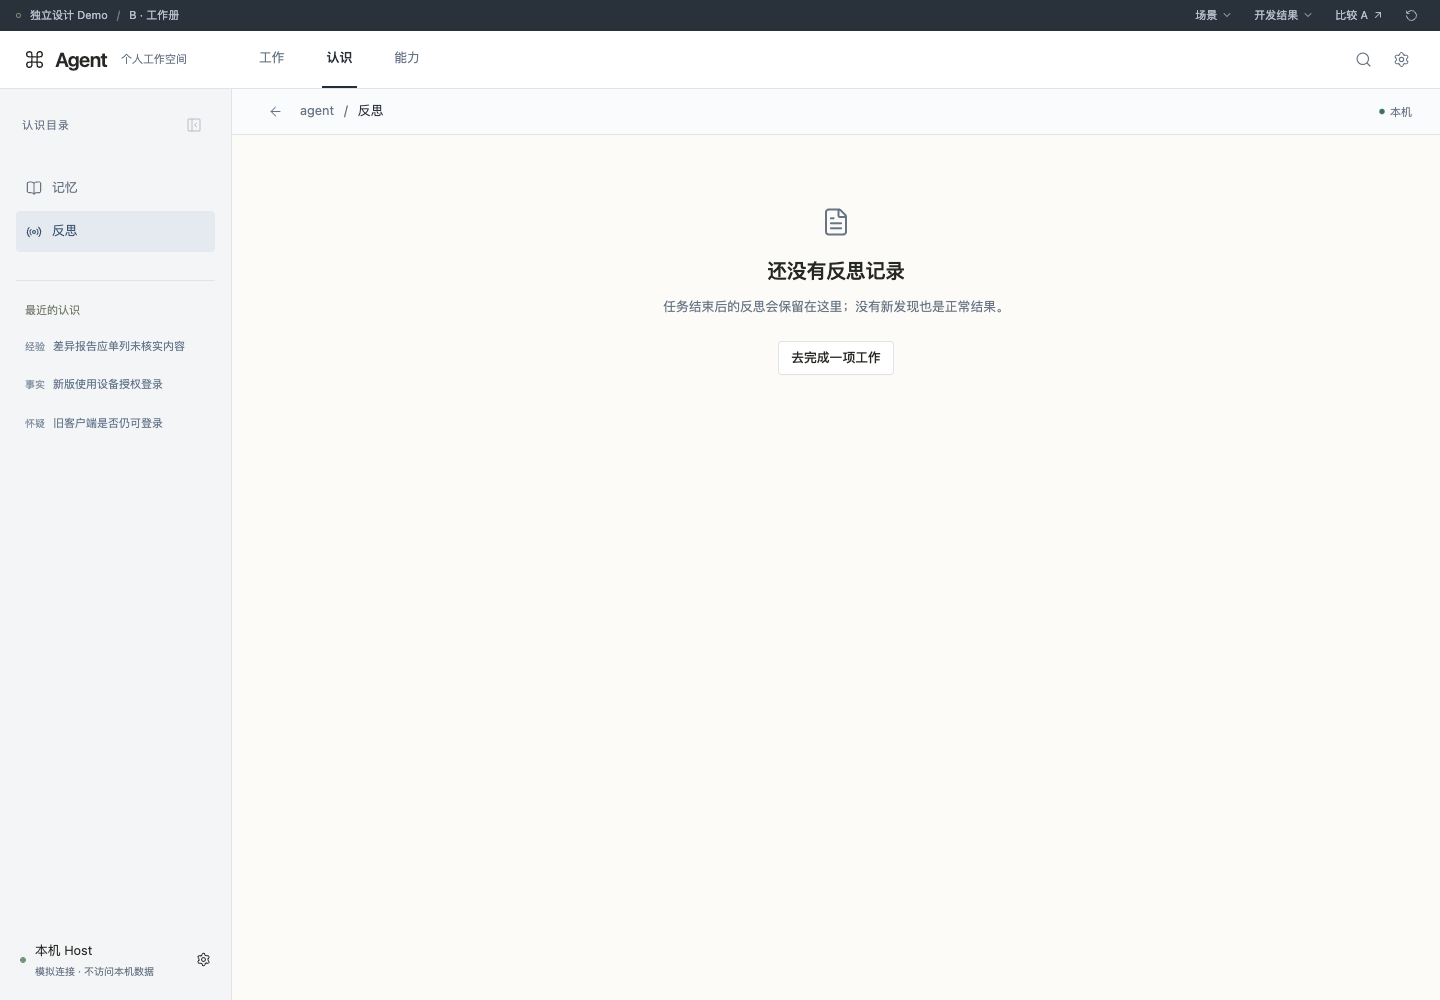 独立设计 Demo / B · 工作册
场景
开发结果
比较 A
Agent 个人工作空间
工作
认识
能力
认识目录
agent / 反思
本机
记忆
反思
最近的认识
经验 差异报告应单列未核实内容
事实 新版使用设备授权登录
怀疑 旧客户端是否仍可登录
还没有反思记录
任务结束后的反思会保留在这里；没有新发现也是正常结果。
去完成一项工作
本机 Host
模拟连接 · 不访问本机数据